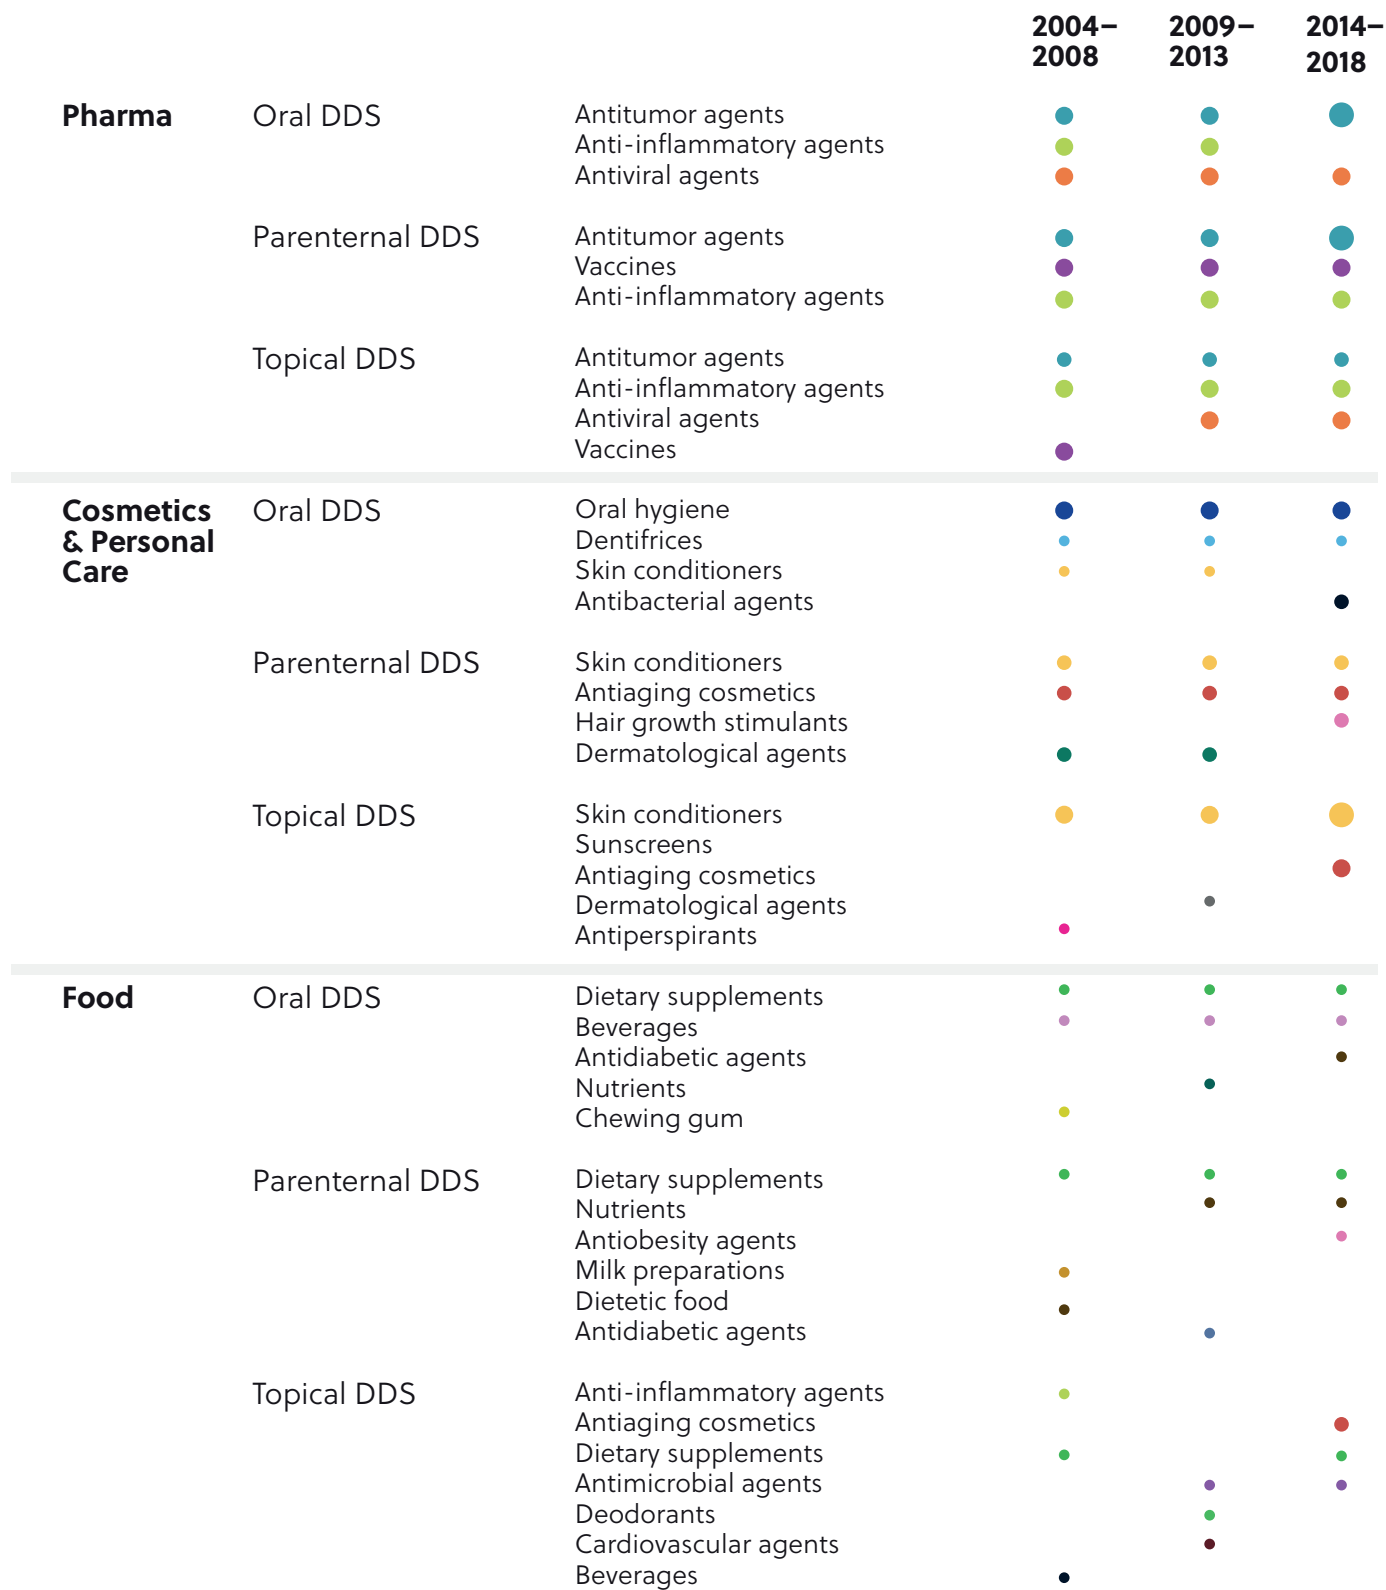 2004–
2008
2009–
2013
2014–
2018
Pharma
Oral DDS
Antitumor agents
Anti-inflammatory agents
Antiviral agents
Parenternal DDS
Antitumor agents
Vaccines
Anti-inflammatory agents
Topical DDS
Antitumor agents
Anti-inflammatory agents
Antiviral agents
Vaccines
Cosmetics
& Personal
Care
Oral DDS
Oral hygiene
Dentifrices
Skin conditioners
Antibacterial agents
Parenternal DDS
Skin conditioners
Antiaging cosmetics
Hair growth stimulants
Dermatological agents
Topical DDS
Skin conditioners
Sunscreens
Antiaging cosmetics
Dermatological agents
Antiperspirants
Food
Oral DDS
Dietary supplements
Beverages
Antidiabetic agents
Nutrients
Chewing gum
Parenternal DDS
Dietary supplements
Nutrients
Antiobesity agents
Milk preparations
Dietetic food
Antidiabetic agents
Topical DDS
Anti-inflammatory agents
Antiaging cosmetics
Dietary supplements
Antimicrobial agents
Deodorants
Cardiovascular agents
Beverages